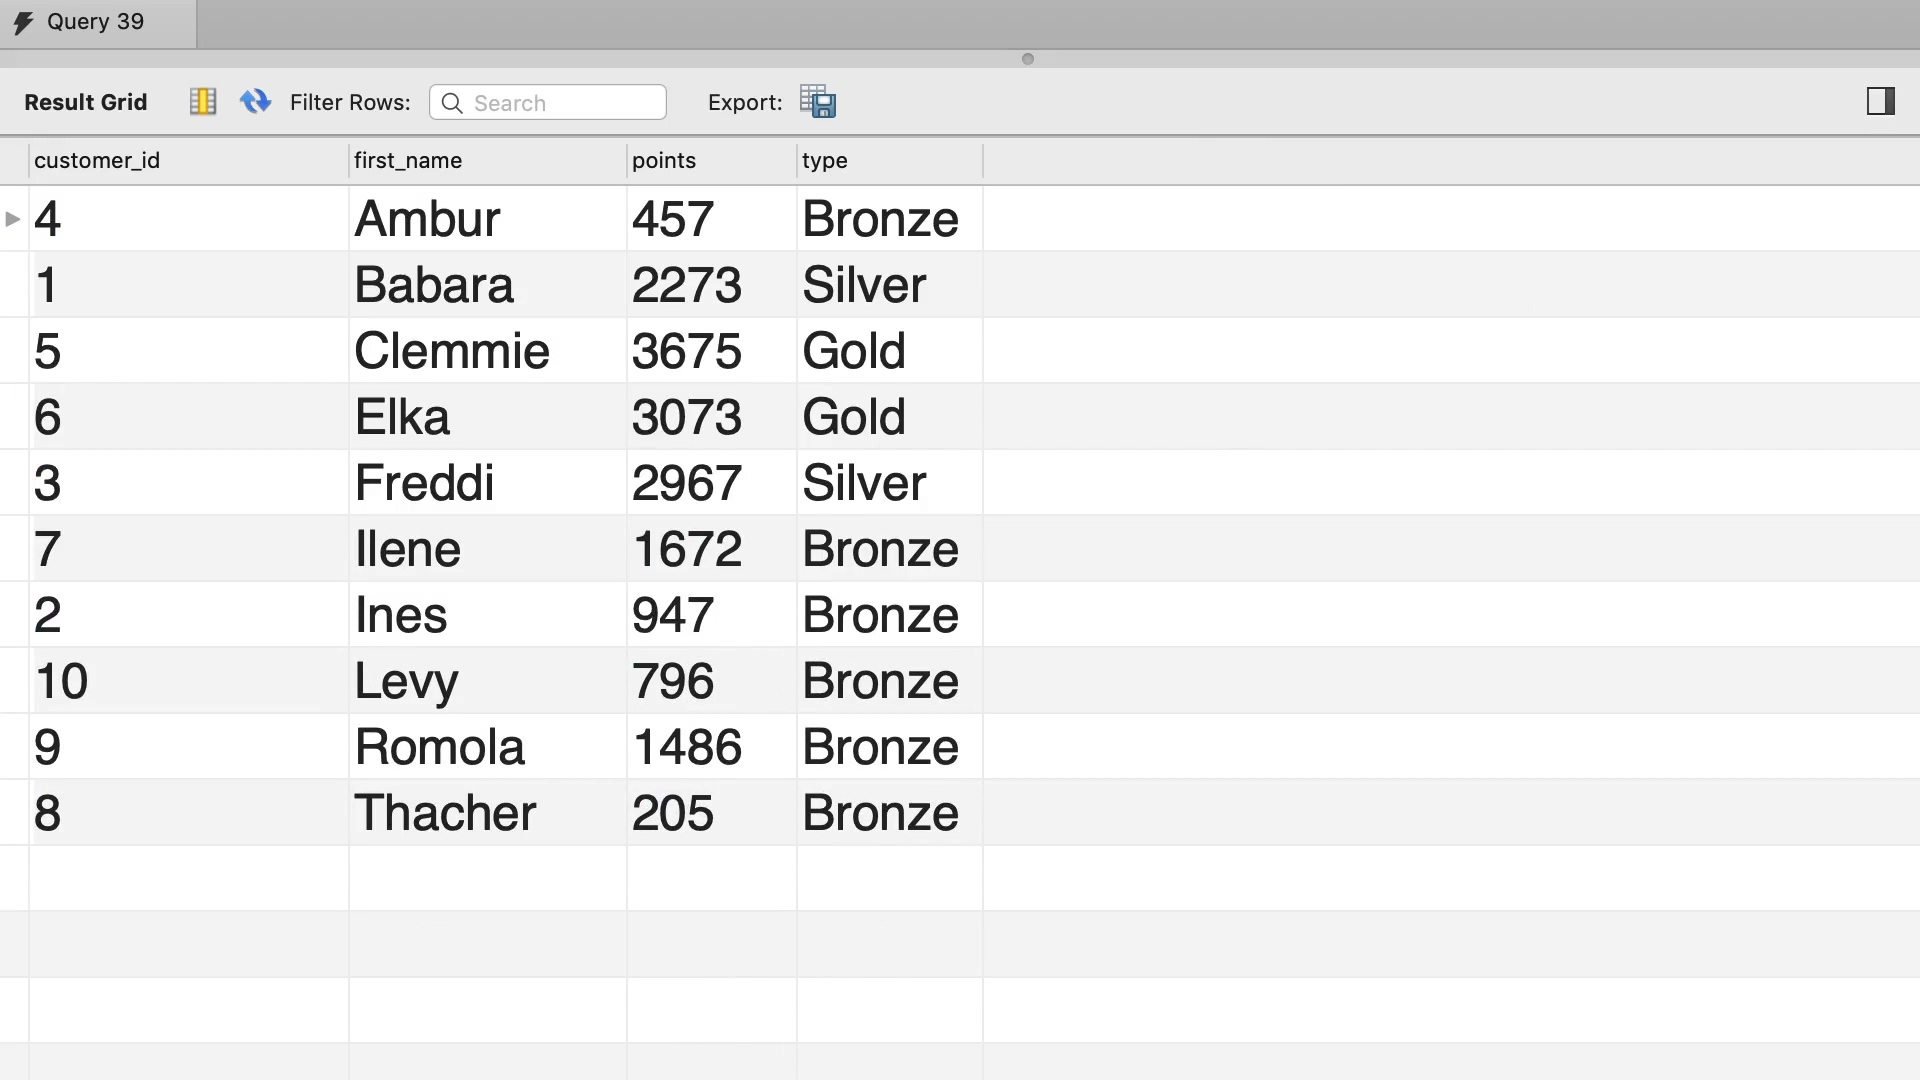 Query 39
Result Grid Filter Rows: Search Export:
customer_id first_name points type
4 Ambur 457 Bronze
1 Babara 2273 Silver
5 Clemmie 3675 Gold
6 Elka 3073 Gold
3 Freddi 2967 Silver
7 Ilene 1672 Bronze
2 Ines 947 Bronze
10 Levy 796 Bronze
9 Romola 1486 Bronze
8 Thacher 205 Bronze